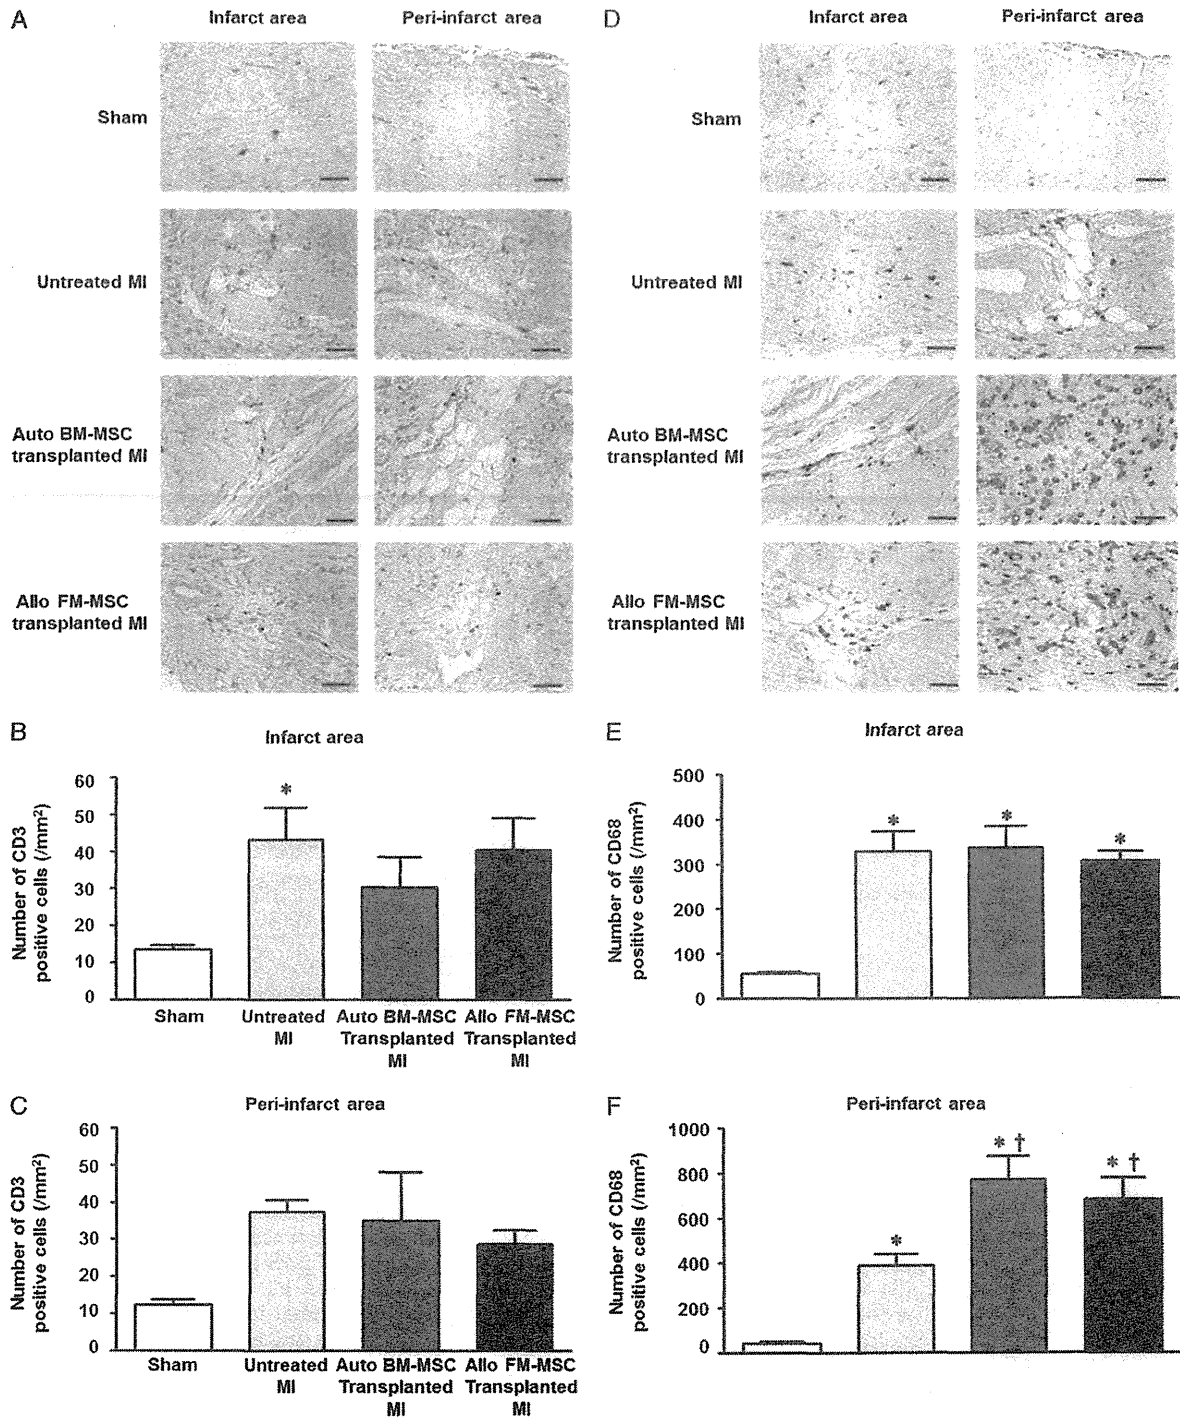 A
Infarct area
Peri-infarct area
Sham
Untreated MI
Auto BM-MSC
transplanted MI
Allo FM-MSC
transplanted MI
D
Infarct area
Peri-infarct area
Sham
Untreated MI
Auto BM-MSC
transplanted MI
Allo FM-MSC
transplanted MI
B
Infarct area
Number of CD3
positive cells (/mm²)
60
50
40
30
20
10
0
*
Sham
Untreated
MI
Auto BM-MSC
Transplanted
MI
Allo FM-MSC
Transplanted
MI
E
Infarct area
Number of CD68
positive cells (/mm²)
500
400
300
200
100
0
*
*
*
C
Peri-infarct area
Number of CD3
positive cells (/mm²)
60
50
40
30
20
10
0
Sham
Untreated
MI
Auto BM-MSC
Transplanted
MI
Allo FM-MSC
Transplanted
MI
F
Peri-infarct area
Number of CD68
positive cells (/mm²)
1000
800
600
400
200
0
*
* †
* †